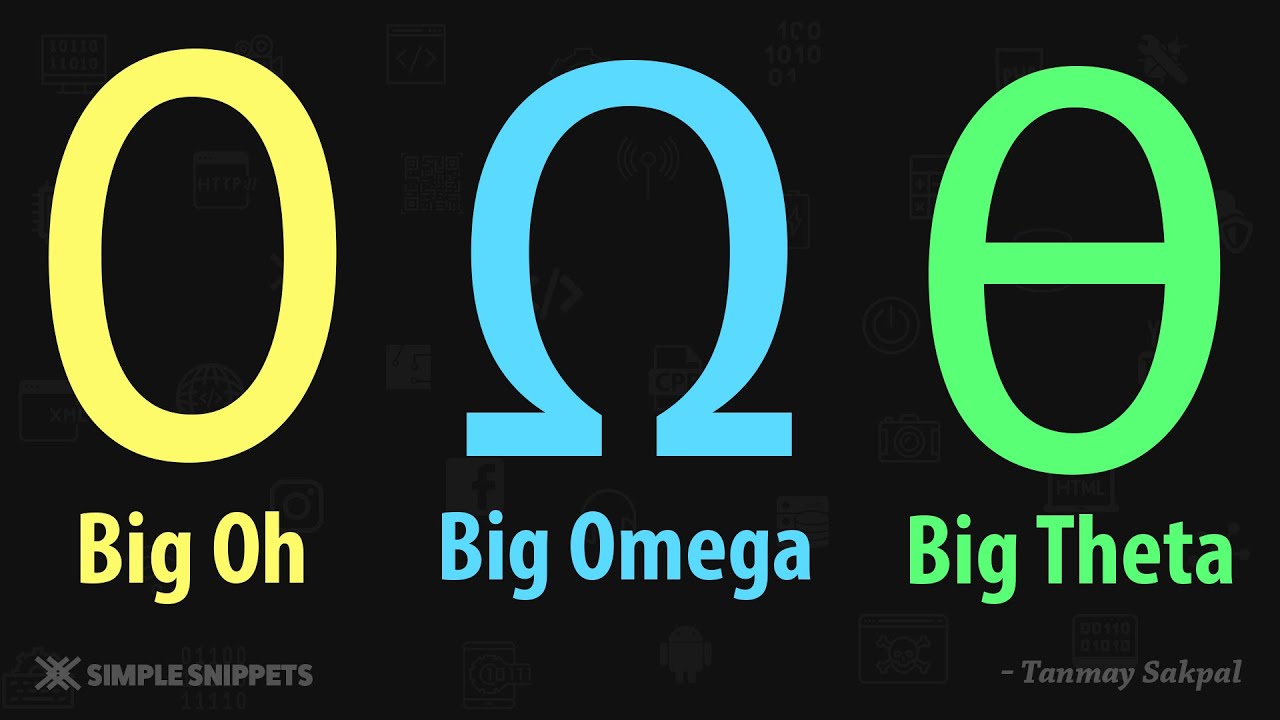 O Ω θ
Big Oh Big Omega Big Theta
SIMPLE SNIPPETS
- Tanmay Sakpal